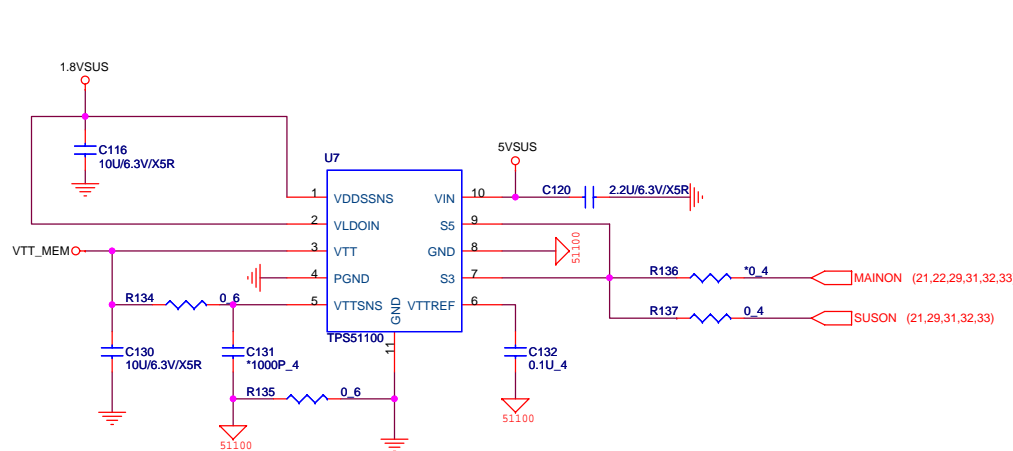 1.8VSUS
C116
10U/6.3V/X5R
U7
5VSUS
C120 2.2U/6.3V/X5R
1 VDDSSNS VIN 10
2 VLDOIN S5 9
VTT_MEM 3 VTT GND 8 51100
4 PGND S3 7
R136 *0_4 MAINON (21,22,29,31,32,33
R134 0_6 5 VTTSNS GND VTTREF 6
R137 0_4 SUSON (21,29,31,32,33)
TPS51100
11
C130
10U/6.3V/X5R
C131
*1000P_4
C132
0.1U_4
R135 0_6
51100
51100